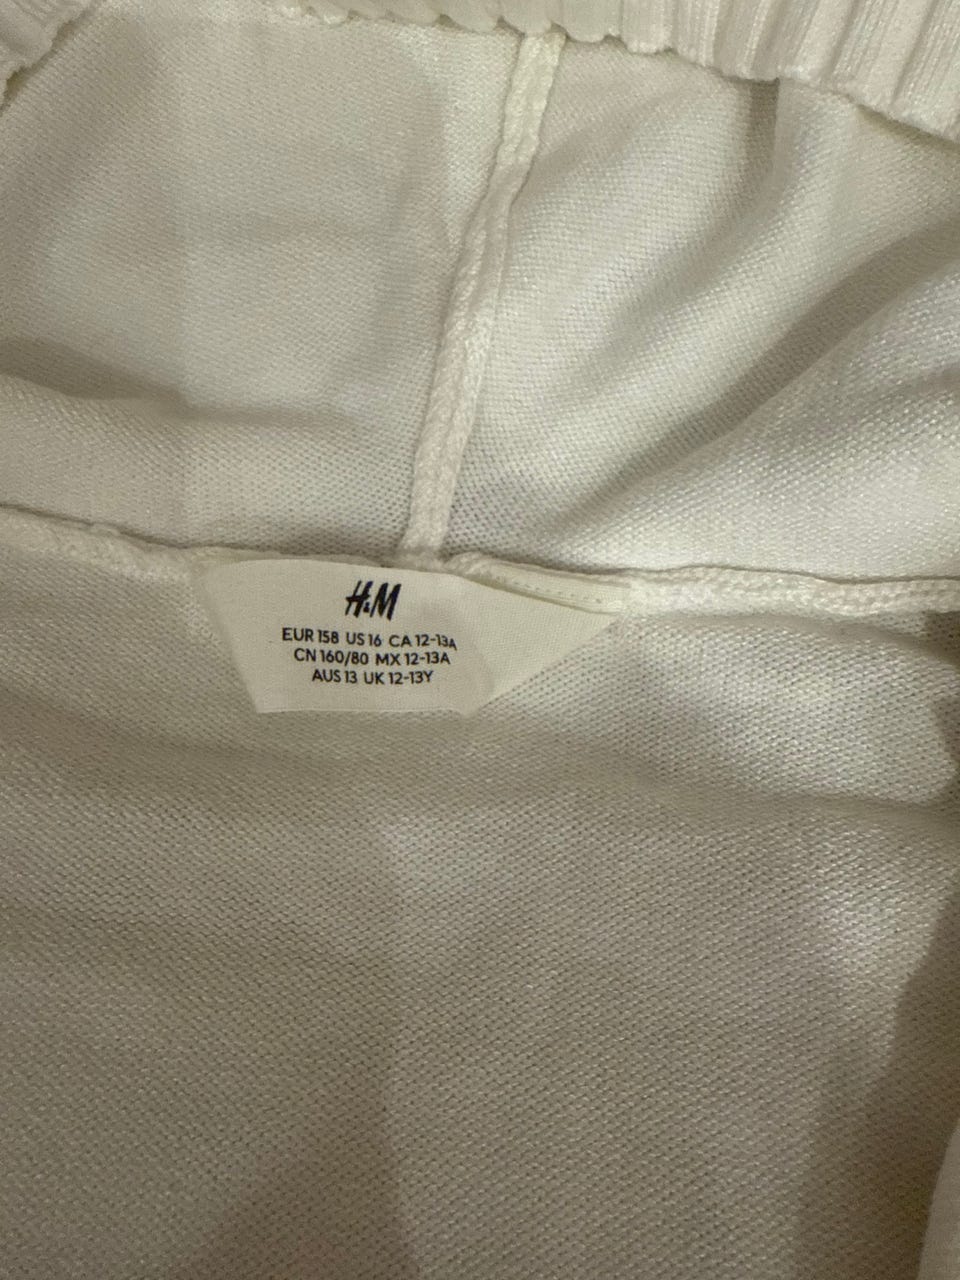 H&M
EUR 158 US 16 CA 12-13A
CN 160/80 MX 12-13A
AUS 13 UK 12-13Y